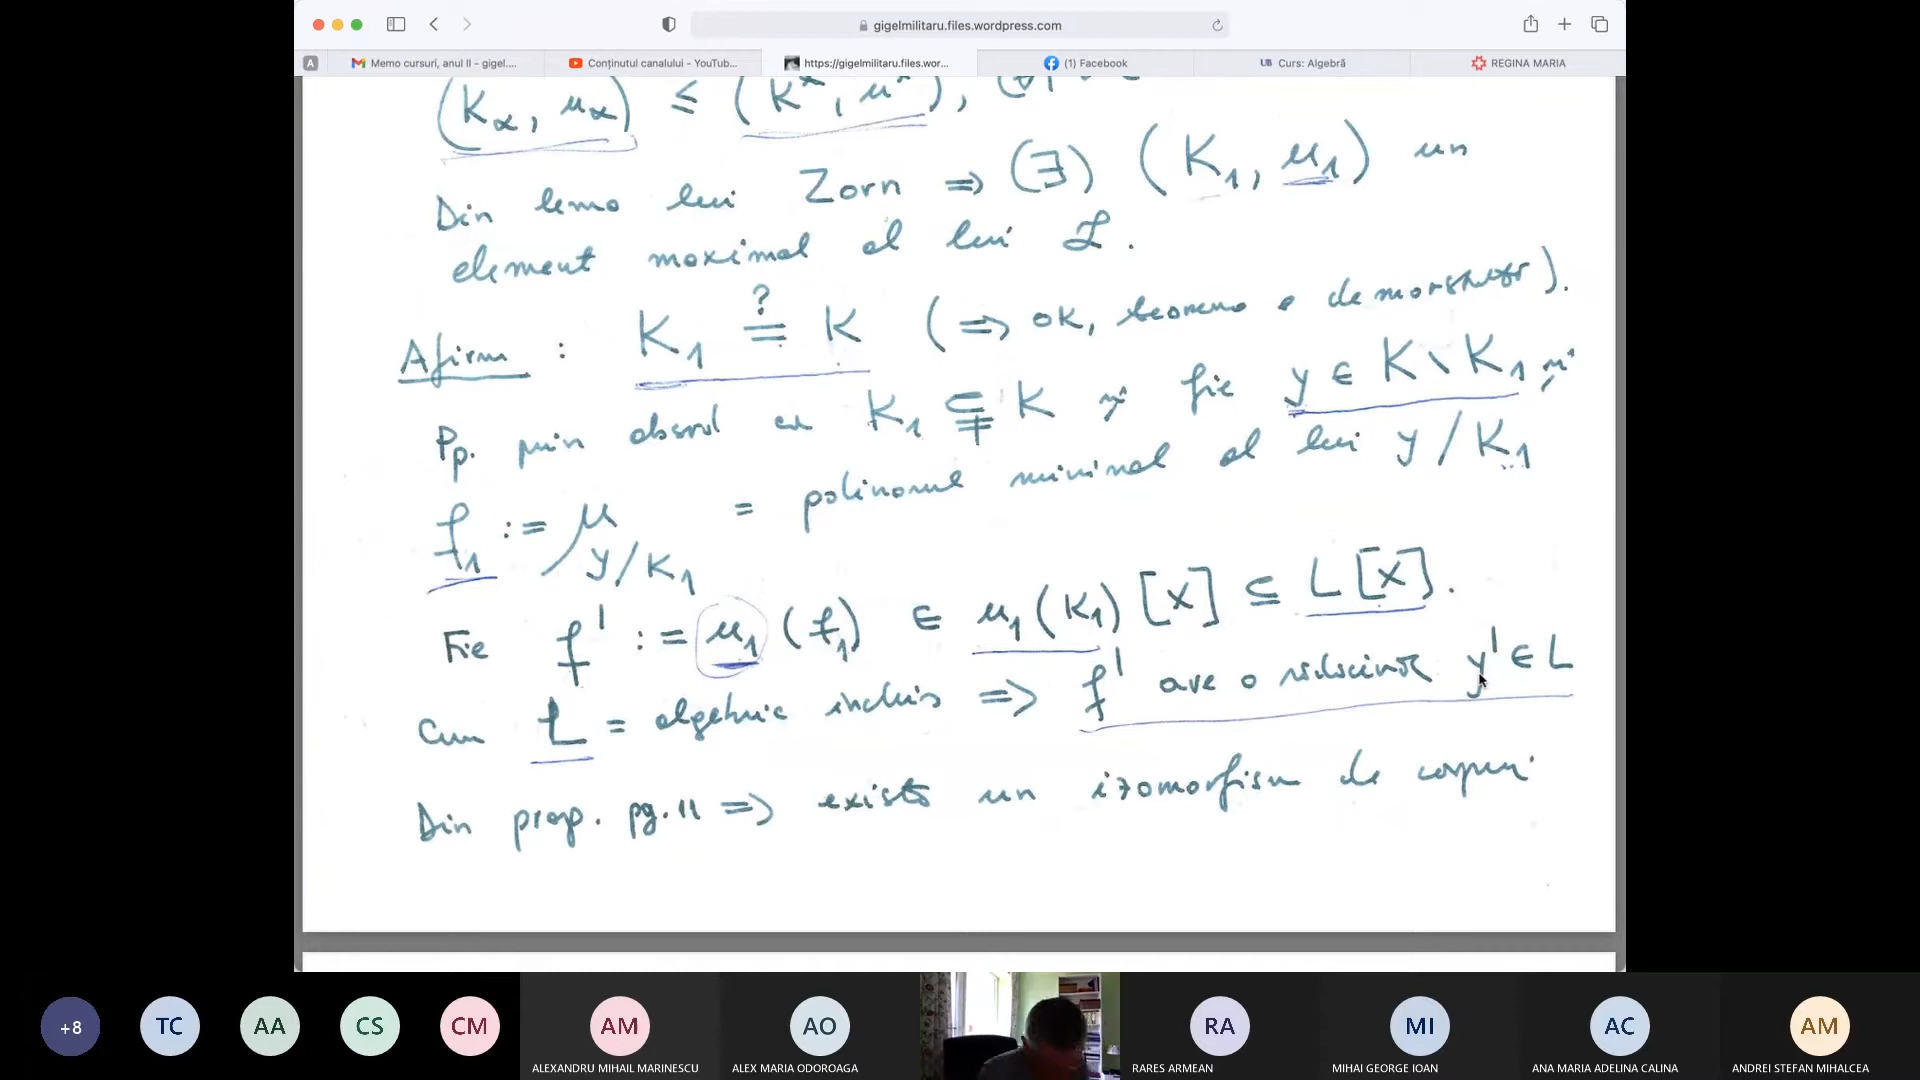 gigelmilitaru.files.wordpress.com
A
Memo cursuri, anul II - gigel....
Conținutul canalului - YouTub...
https://gigelmilitaru.files.wor...
(1) Facebook
UB Curs: Algebră
REGINA MARIA
(Kα, uα) ≤ (K*, u*), (∀)
Din lema lui Zorn ⇒ (∃) (K₁, u₁) un
element maximal al lui ℒ.
Afirm : K₁ ≟ K (⇒ OK, teorema e demonstrată).
Pp. prin absurd că K₁ ⊊ K și fie y ∈ K \ K₁ și
f₁ := μ y/K₁ = polinomul minimal al lui y / K₁
Fie f' := u₁ (f₁) ∈ u₁(K₁)[X] ⊆ L[X].
Cum L = algebric închis ⇒ f' are o rădăcină y' ∈ L
Din prop. pg. 11 ⇒ există un izomorfism de corpuri
+8
TC
AA
CS
CM
AM
AO
RA
MI
AC
AM
ALEXANDRU MIHAIL MARINESCU
ALEX MARIA ODOROAGA
RARES ARMEAN
MIHAI GEORGE IOAN
ANA MARIA ADELINA CALINA
ANDREI STEFAN MIHALCEA